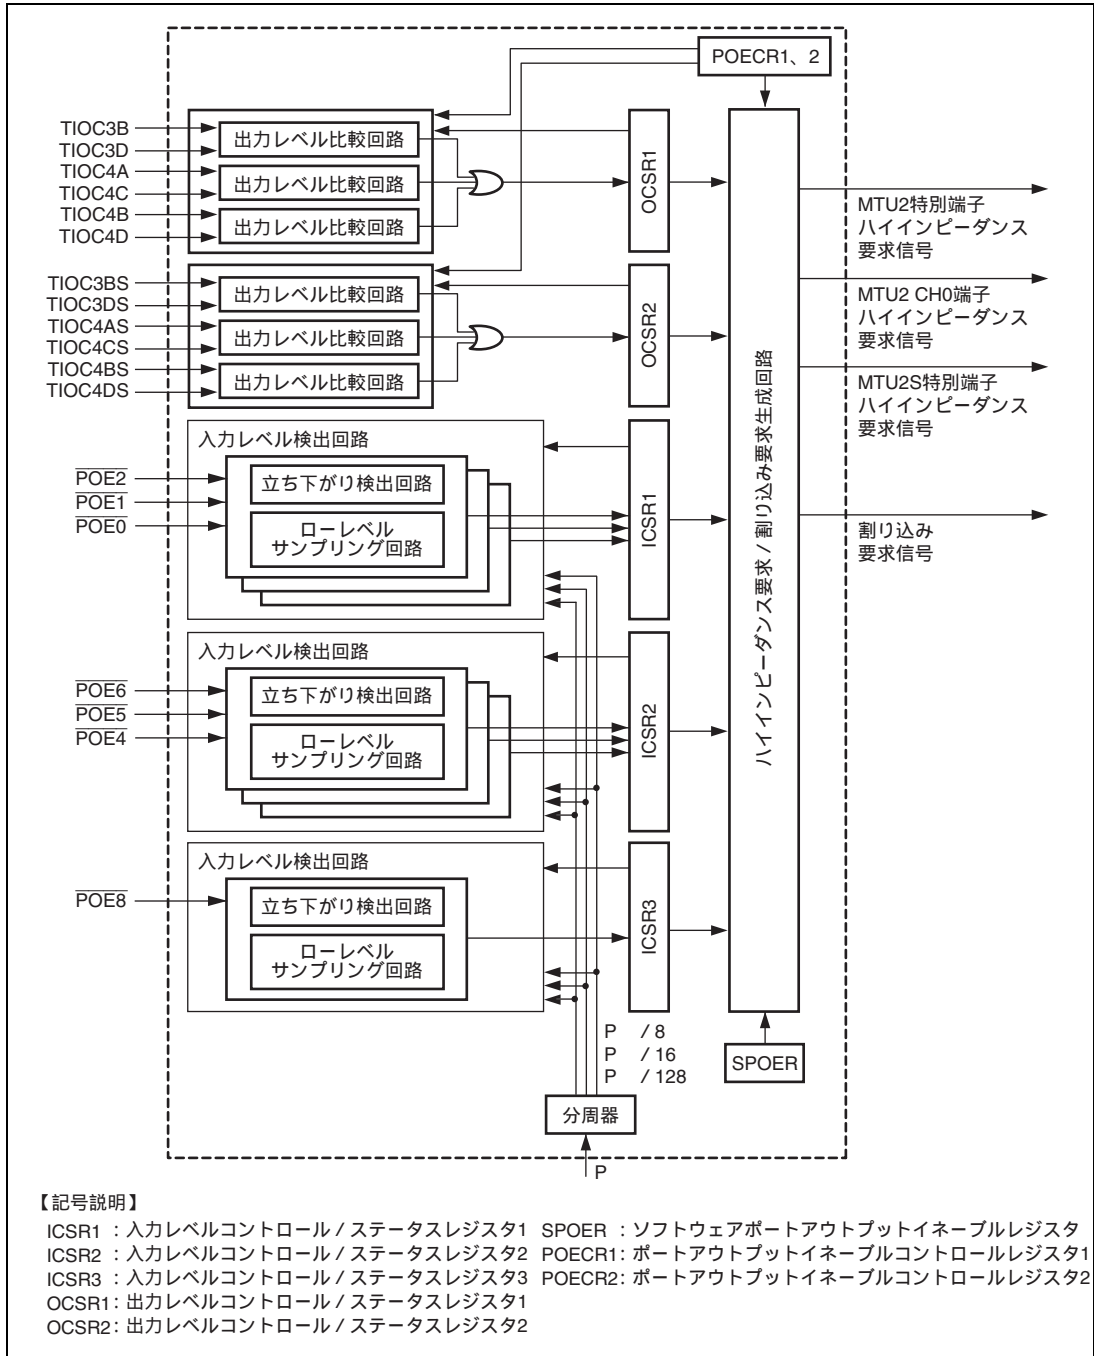 POECR1、2
TIOC3B
TIOC3D
TIOC4A
TIOC4C
TIOC4B
TIOC4D
出力レベル比較回路
出力レベル比較回路
出力レベル比較回路
OCSR1
TIOC3BS
TIOC3DS
TIOC4AS
TIOC4CS
TIOC4BS
TIOC4DS
出力レベル比較回路
出力レベル比較回路
出力レベル比較回路
OCSR2
入力レベル検出回路
POE2
POE1
POE0
立ち下がり検出回路
ローレベル
サンプリング回路
ICSR1
入力レベル検出回路
POE6
POE5
POE4
立ち下がり検出回路
ローレベル
サンプリング回路
ICSR2
入力レベル検出回路
POE8
立ち下がり検出回路
ローレベル
サンプリング回路
ICSR3
ハイインピーダンス要求/割り込み要求生成回路
MTU2特別端子
ハイインピーダンス
要求信号
MTU2 CH0端子
ハイインピーダンス
要求信号
MTU2S特別端子
ハイインピーダンス
要求信号
割り込み
要求信号
P /8
P /16
P /128
SPOER
分周器
P
【記号説明】
ICSR1 :入力レベルコントロール/ステータスレジスタ1
ICSR2 :入力レベルコントロール/ステータスレジスタ2
ICSR3 :入力レベルコントロール/ステータスレジスタ3
OCSR1:出力レベルコントロール/ステータスレジスタ1
OCSR2:出力レベルコントロール/ステータスレジスタ2
SPOER :ソフトウェアポートアウトプットイネーブルレジスタ
POECR1:ポートアウトプットイネーブルコントロールレジスタ1
POECR2:ポートアウトプットイネーブルコントロールレジスタ2